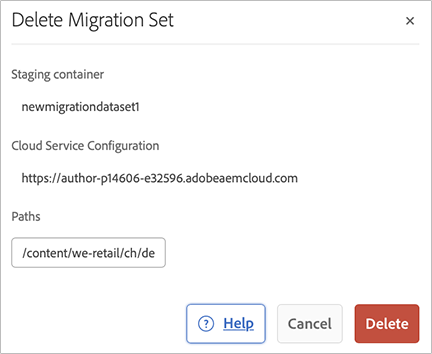 Delete Migration Set
Staging container
newmigrationdataset1
Cloud Service Configuration
https://author-p14606-e32596.adobeaemcloud.com
Paths
/content/we-retail/ch/de
Help Cancel Delete